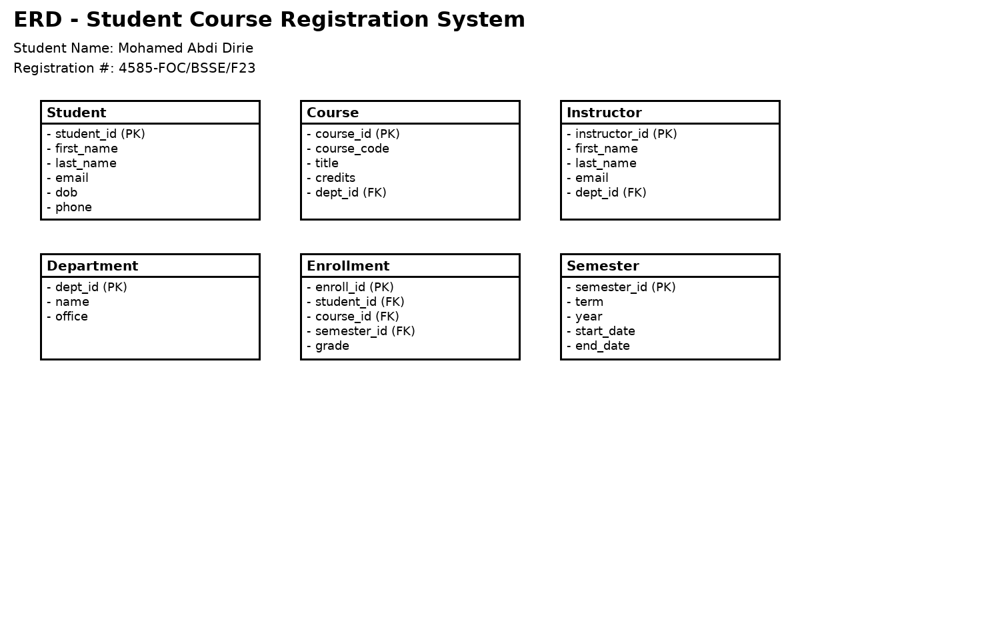 ERD - Student Course Registration System
Student Name: Mohamed Abdi Dirie
Registration #: 4585-FOC/BSSE/F23
Student
- student_id (PK)
- first_name
- last_name
- email
- dob
- phone
Course
- course_id (PK)
- course_code
- title
- credits
- dept_id (FK)
Instructor
- instructor_id (PK)
- first_name
- last_name
- email
- dept_id (FK)
Department
- dept_id (PK)
- name
- office
Enrollment
- enroll_id (PK)
- student_id (FK)
- course_id (FK)
- semester_id (FK)
- grade
Semester
- semester_id (PK)
- term
- year
- start_date
- end_date